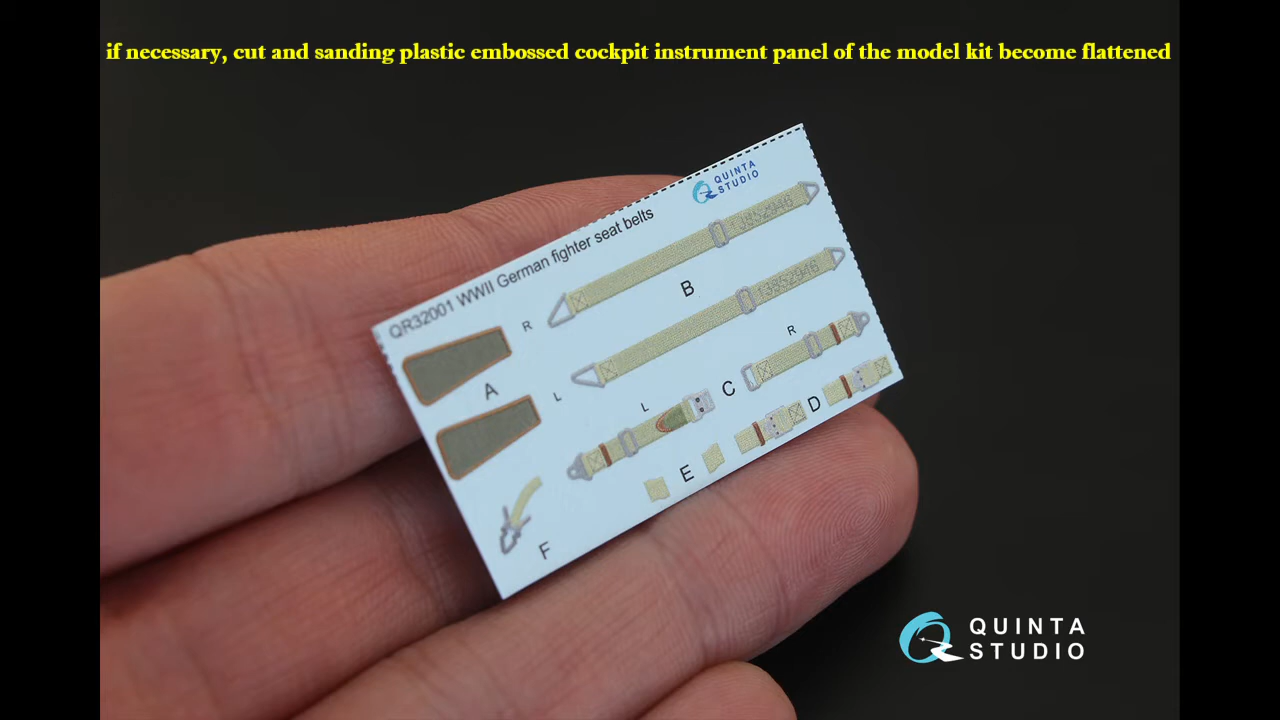 if necessary, cut and sanding plastic embossed cockpit instrument panel of the model kit become flattened
QUINTA
STUDIO
QR32001 WWII German fighter seat belts
R
B
A
L
R
C
L
D
E
F
QUINTA
STUDIO